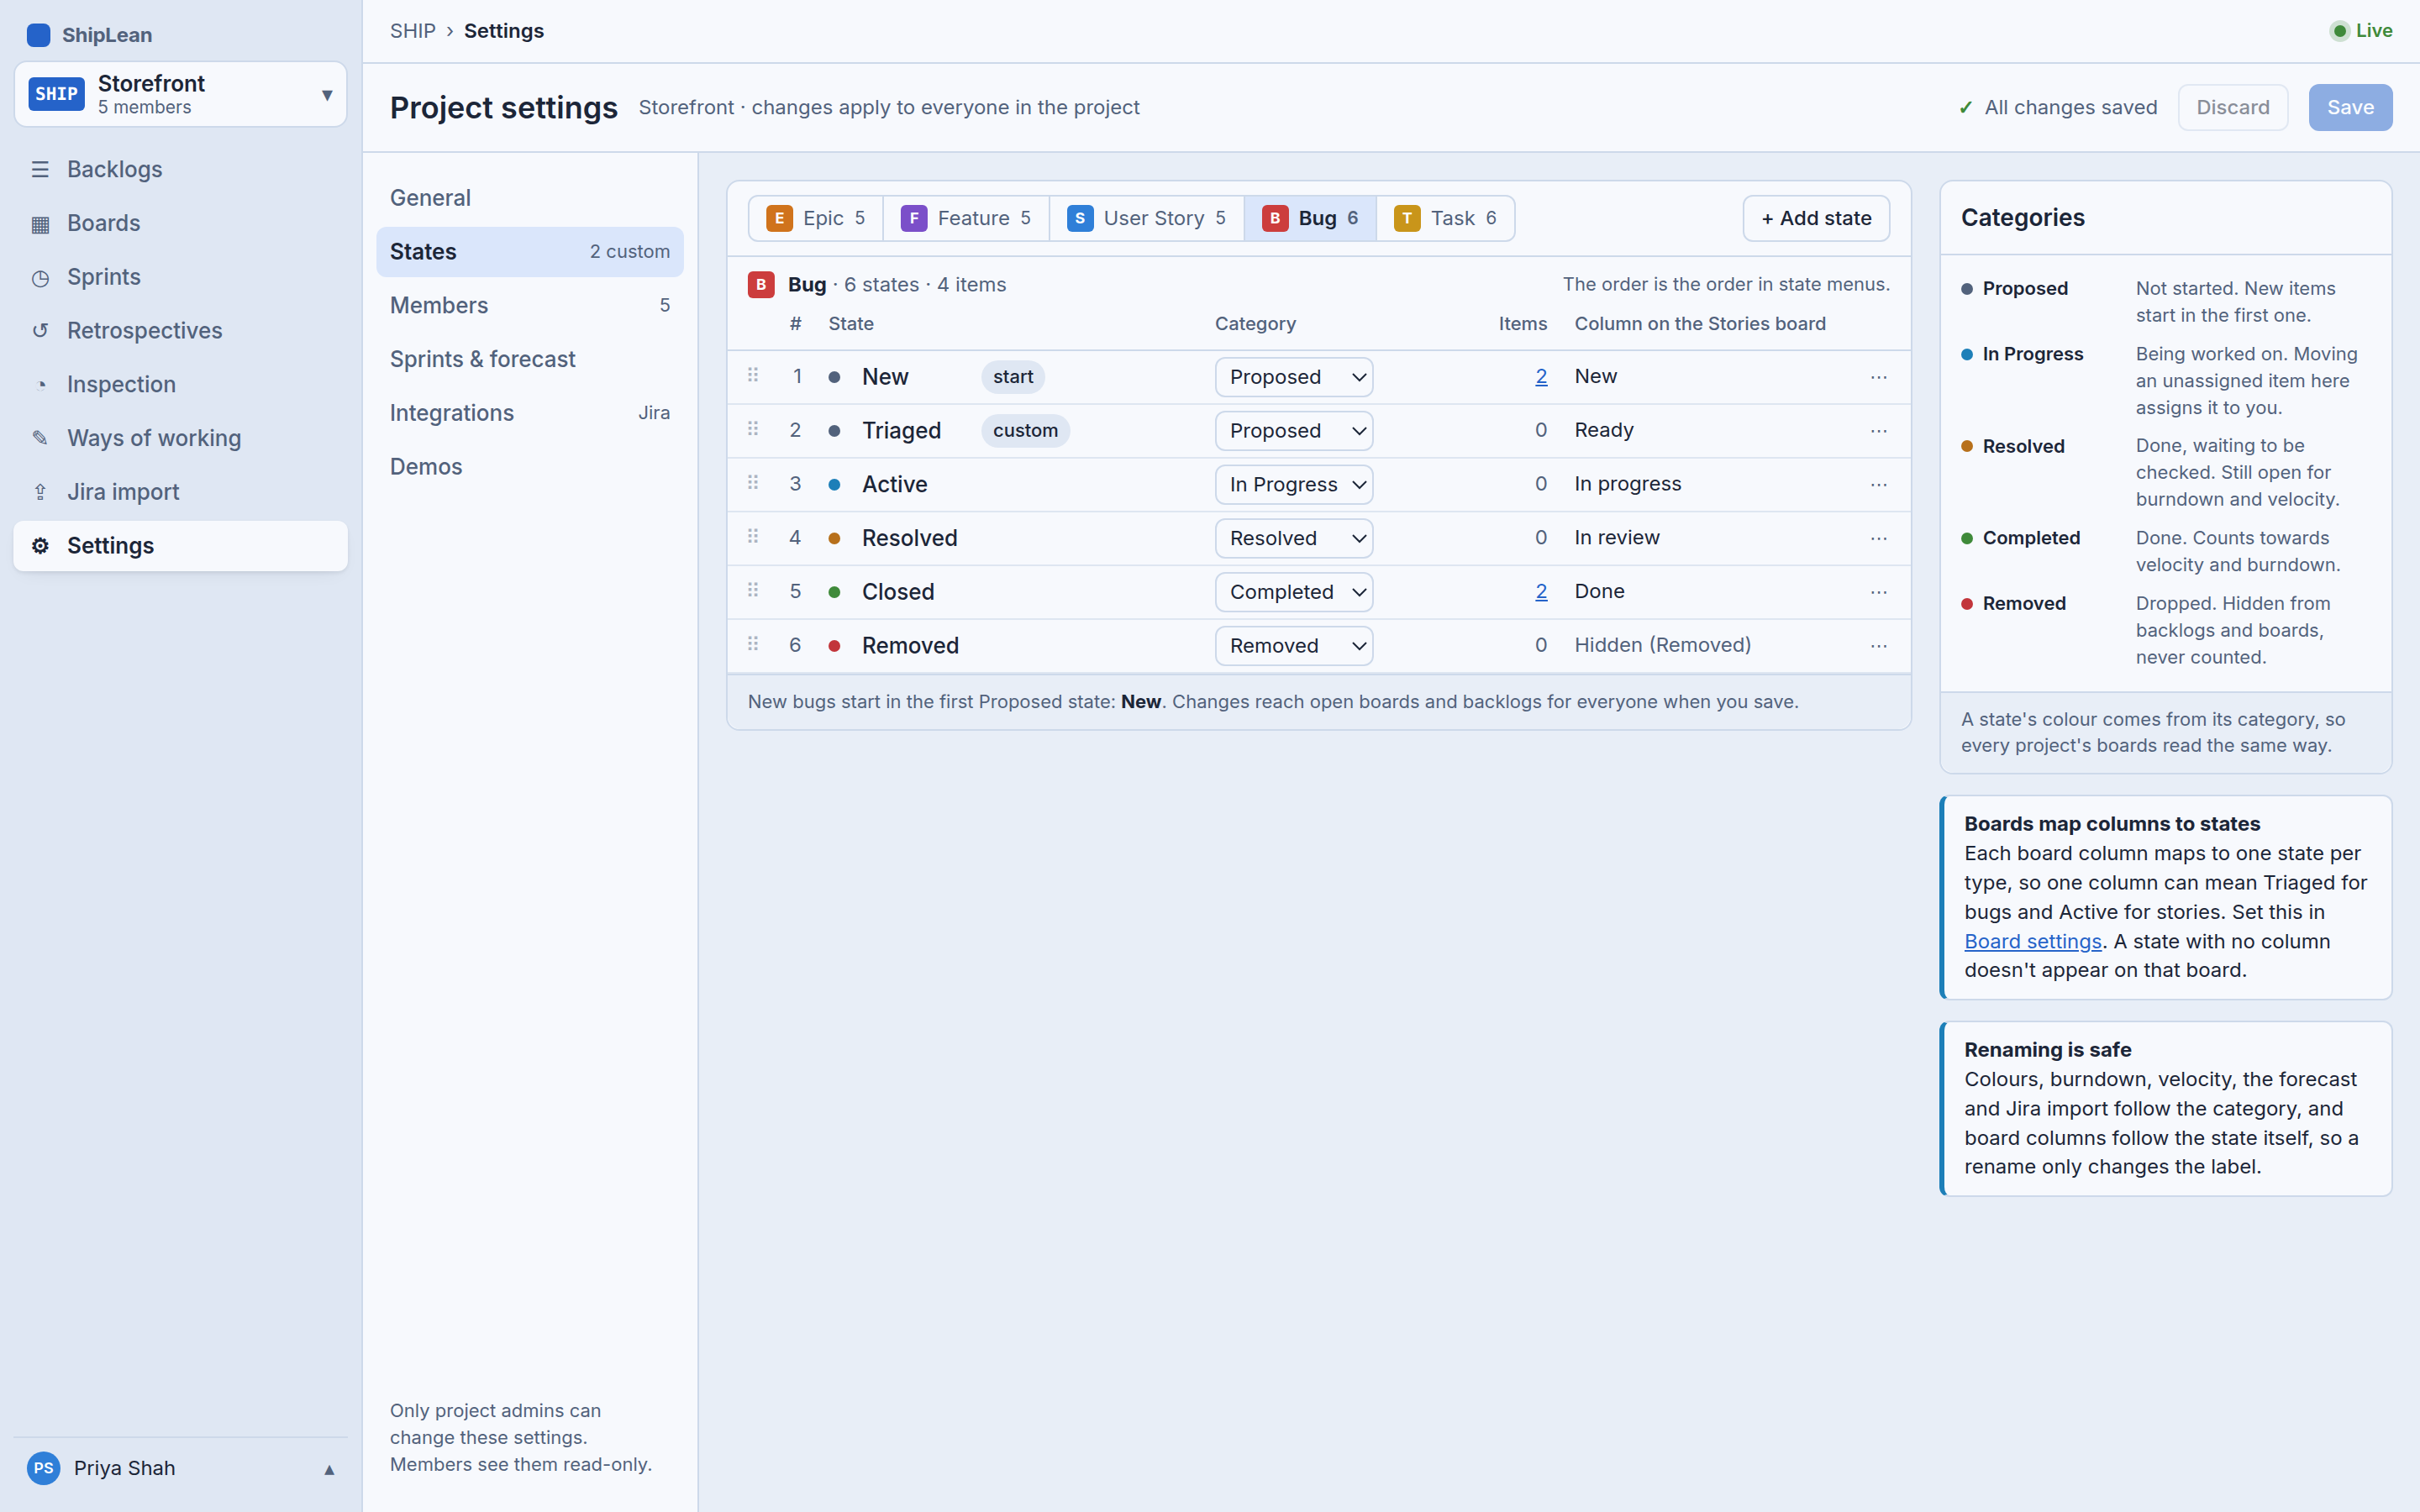 ShipLean
SHIP
Storefront
5 members
Backlogs
Boards
Sprints
Retrospectives
Inspection
Ways of working
Jira import
Settings
PS Priya Shah
SHIP › Settings
Live
Project settings
Storefront · changes apply to everyone in the project
✓ All changes saved
Discard
Save
General
States 2 custom
Members 5
Sprints & forecast
Integrations Jira
Demos
Only project admins can
change these settings.
Members see them read-only.
E Epic 5
F Feature 5
S User Story 5
B Bug 6
T Task 6
+ Add state
B Bug · 6 states · 4 items
The order is the order in state menus.
# State Category Items Column on the Stories board
1 New start Proposed 2 New ···
2 Triaged custom Proposed 0 Ready ···
3 Active In Progress 0 In progress ···
4 Resolved Resolved 0 In review ···
5 Closed Completed 2 Done ···
6 Removed Removed 0 Hidden (Removed) ···
New bugs start in the first Proposed state: New. Changes reach open boards and backlogs for everyone when you save.
Categories
Proposed Not started. New items
start in the first one.
In Progress Being worked on. Moving
an unassigned item here
assigns it to you.
Resolved Done, waiting to be
checked. Still open for
burndown and velocity.
Completed Done. Counts towards
velocity and burndown.
Removed Dropped. Hidden from
backlogs and boards,
never counted.
A state's colour comes from its category, so
every project's boards read the same way.
Boards map columns to states
Each board column maps to one state per
type, so one column can mean Triaged for
bugs and Active for stories. Set this in
Board settings. A state with no column
doesn't appear on that board.
Renaming is safe
Colours, burndown, velocity, the forecast
and Jira import follow the category, and
board columns follow the state itself, so a
rename only changes the label.